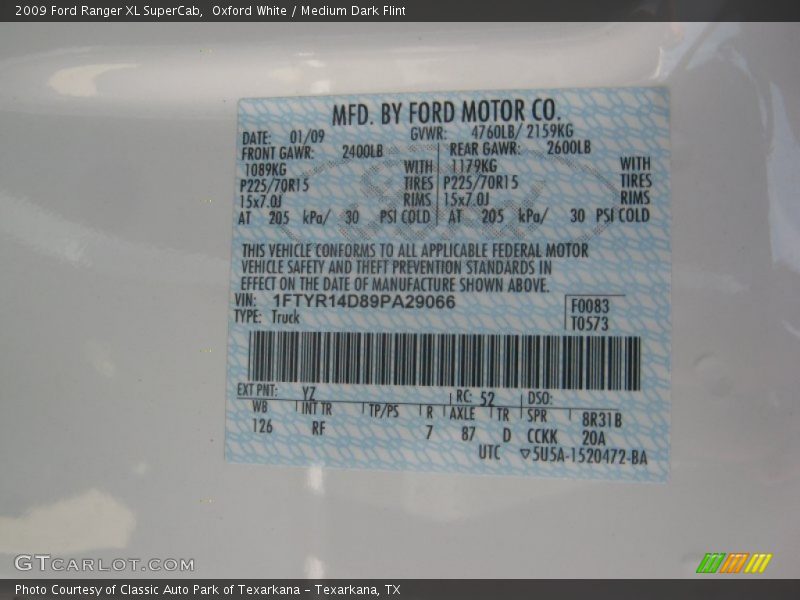 2009 Ford Ranger XL SuperCab,  Oxford White / Medium Dark Flint
MFD. BY FORD MOTOR CO.
DATE: 01/09 GVWR: 4760LB/ 2159KG
FRONT GAWR: 2400LB REAR GAWR: 2600LB
1089KG WITH 1179KG WITH
P225/70R15 TIRES P225/70R15 TIRES
15x7.0J RIMS 15x7.0J RIMS
AT 205 kPa/ 30 PSI COLD AT 205 kPa/ 30 PSI COLD
THIS VEHICLE CONFORMS TO ALL APPLICABLE FEDERAL MOTOR
VEHICLE SAFETY AND THEFT PREVENTION STANDARDS IN
EFFECT ON THE DATE OF MANUFACTURE SHOWN ABOVE.
VIN: 1FTYR14D89PA29066 F0083
TYPE: Truck T0573
EXT PNT: YZ RC: 52 DSO:
WB INT TR TP/PS R AXLE TR SPR 8R31B
126 RF 7 87 D CCKK 20A
UTC ▽5U5A-1520472-BA
GTCARLOT.COM
Photo Courtesy of Classic Auto Park of Texarkana – Texarkana, TX